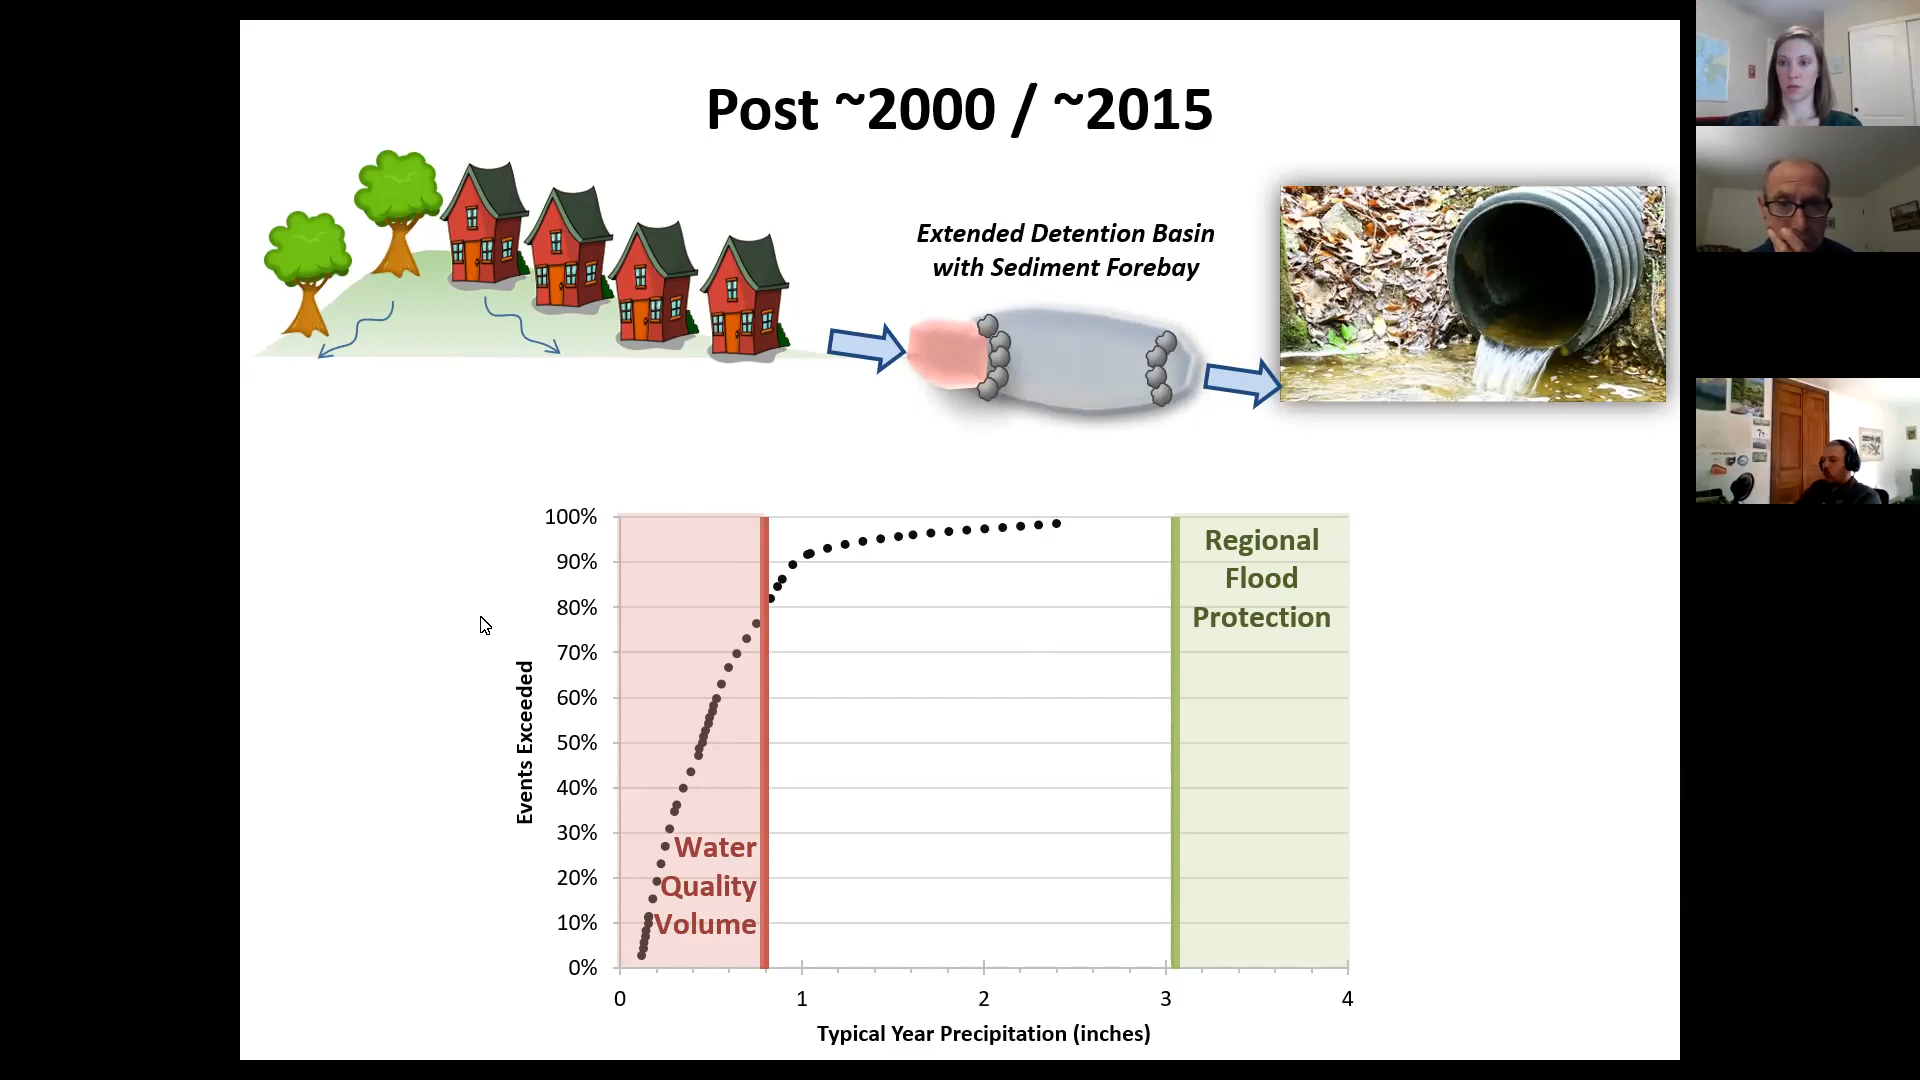 Post ~2000 / ~2015
Extended Detention Basin
with Sediment Forebay
100%
90%
80%
70%
60%
50%
40%
30%
20%
10%
0%
Events Exceeded
Water
Quality
Volume
Regional
Flood
Protection
0
1
2
3
4
Typical Year Precipitation (inches)